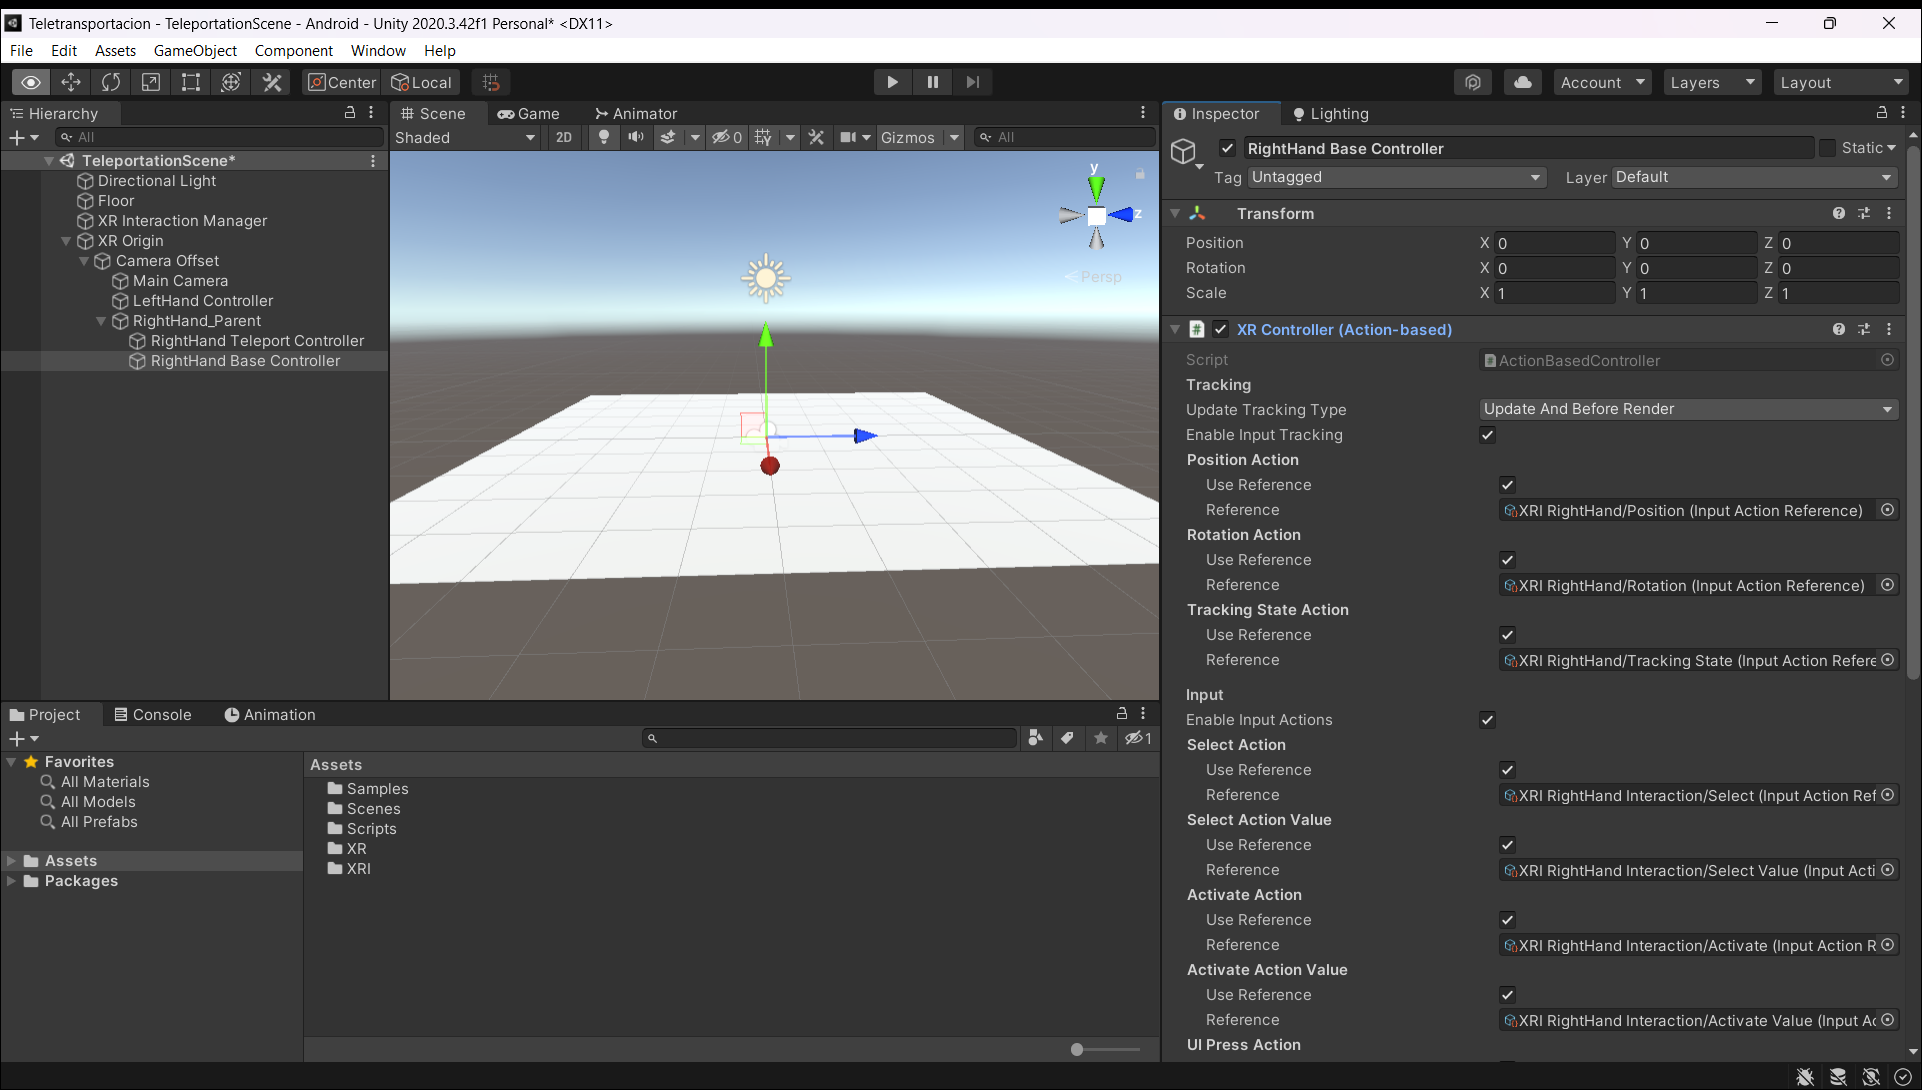 Teletransportacion - TeleportationScene - Android - Unity 2020.3.42f1 Personal* <DX11>
File Edit Assets GameObject Component Window Help
Center Local Account Layers Layout
Hierarchy
All
TeleportationScene*
Directional Light
Floor
XR Interaction Manager
XR Origin
Camera Offset
Main Camera
LeftHand Controller
RightHand_Parent
RightHand Teleport Controller
RightHand Base Controller
Scene Game Animator
Shaded 2D 0 Gizmos All
y
z
Persp
Project Console Animation
1
Favorites
All Materials
All Models
All Prefabs
Assets
Packages
Assets
Samples
Scenes
Scripts
XR
XRI
Inspector Lighting
RightHand Base Controller Static
Tag Untagged Layer Default
Transform
Position X 0 Y 0 Z 0
Rotation X 0 Y 0 Z 0
Scale X 1 Y 1 Z 1
# XR Controller (Action-based)
Script ActionBasedController
Tracking
Update Tracking Type Update And Before Render
Enable Input Tracking
Position Action
Use Reference
Reference XRI RightHand/Position (Input Action Reference)
Rotation Action
Use Reference
Reference XRI RightHand/Rotation (Input Action Reference)
Tracking State Action
Use Reference
Reference XRI RightHand/Tracking State (Input Action Refere
Input
Enable Input Actions
Select Action
Use Reference
Reference XRI RightHand Interaction/Select (Input Action Ref
Select Action Value
Use Reference
Reference XRI RightHand Interaction/Select Value (Input Acti
Activate Action
Use Reference
Reference XRI RightHand Interaction/Activate (Input Action R
Activate Action Value
Use Reference
Reference XRI RightHand Interaction/Activate Value (Input Ac
UI Press Action